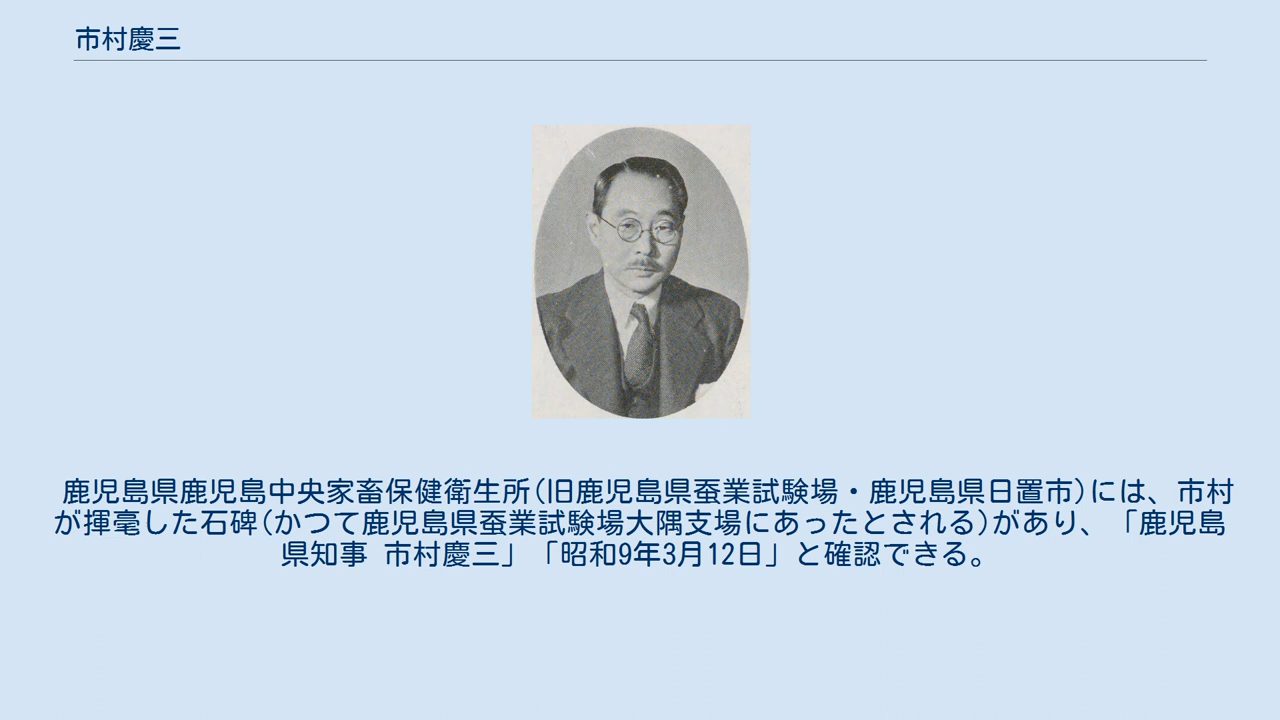 市村慶三
鹿児島県鹿児島中央家畜保健衛生所(旧鹿児島県蚕業試験場・鹿児島県日置市)には、市村
が揮毫した石碑(かつて鹿児島県蚕業試験場大隅支場にあったとされる)があり、「鹿児島
県知事 市村慶三」「昭和9年3月12日」と確認できる。